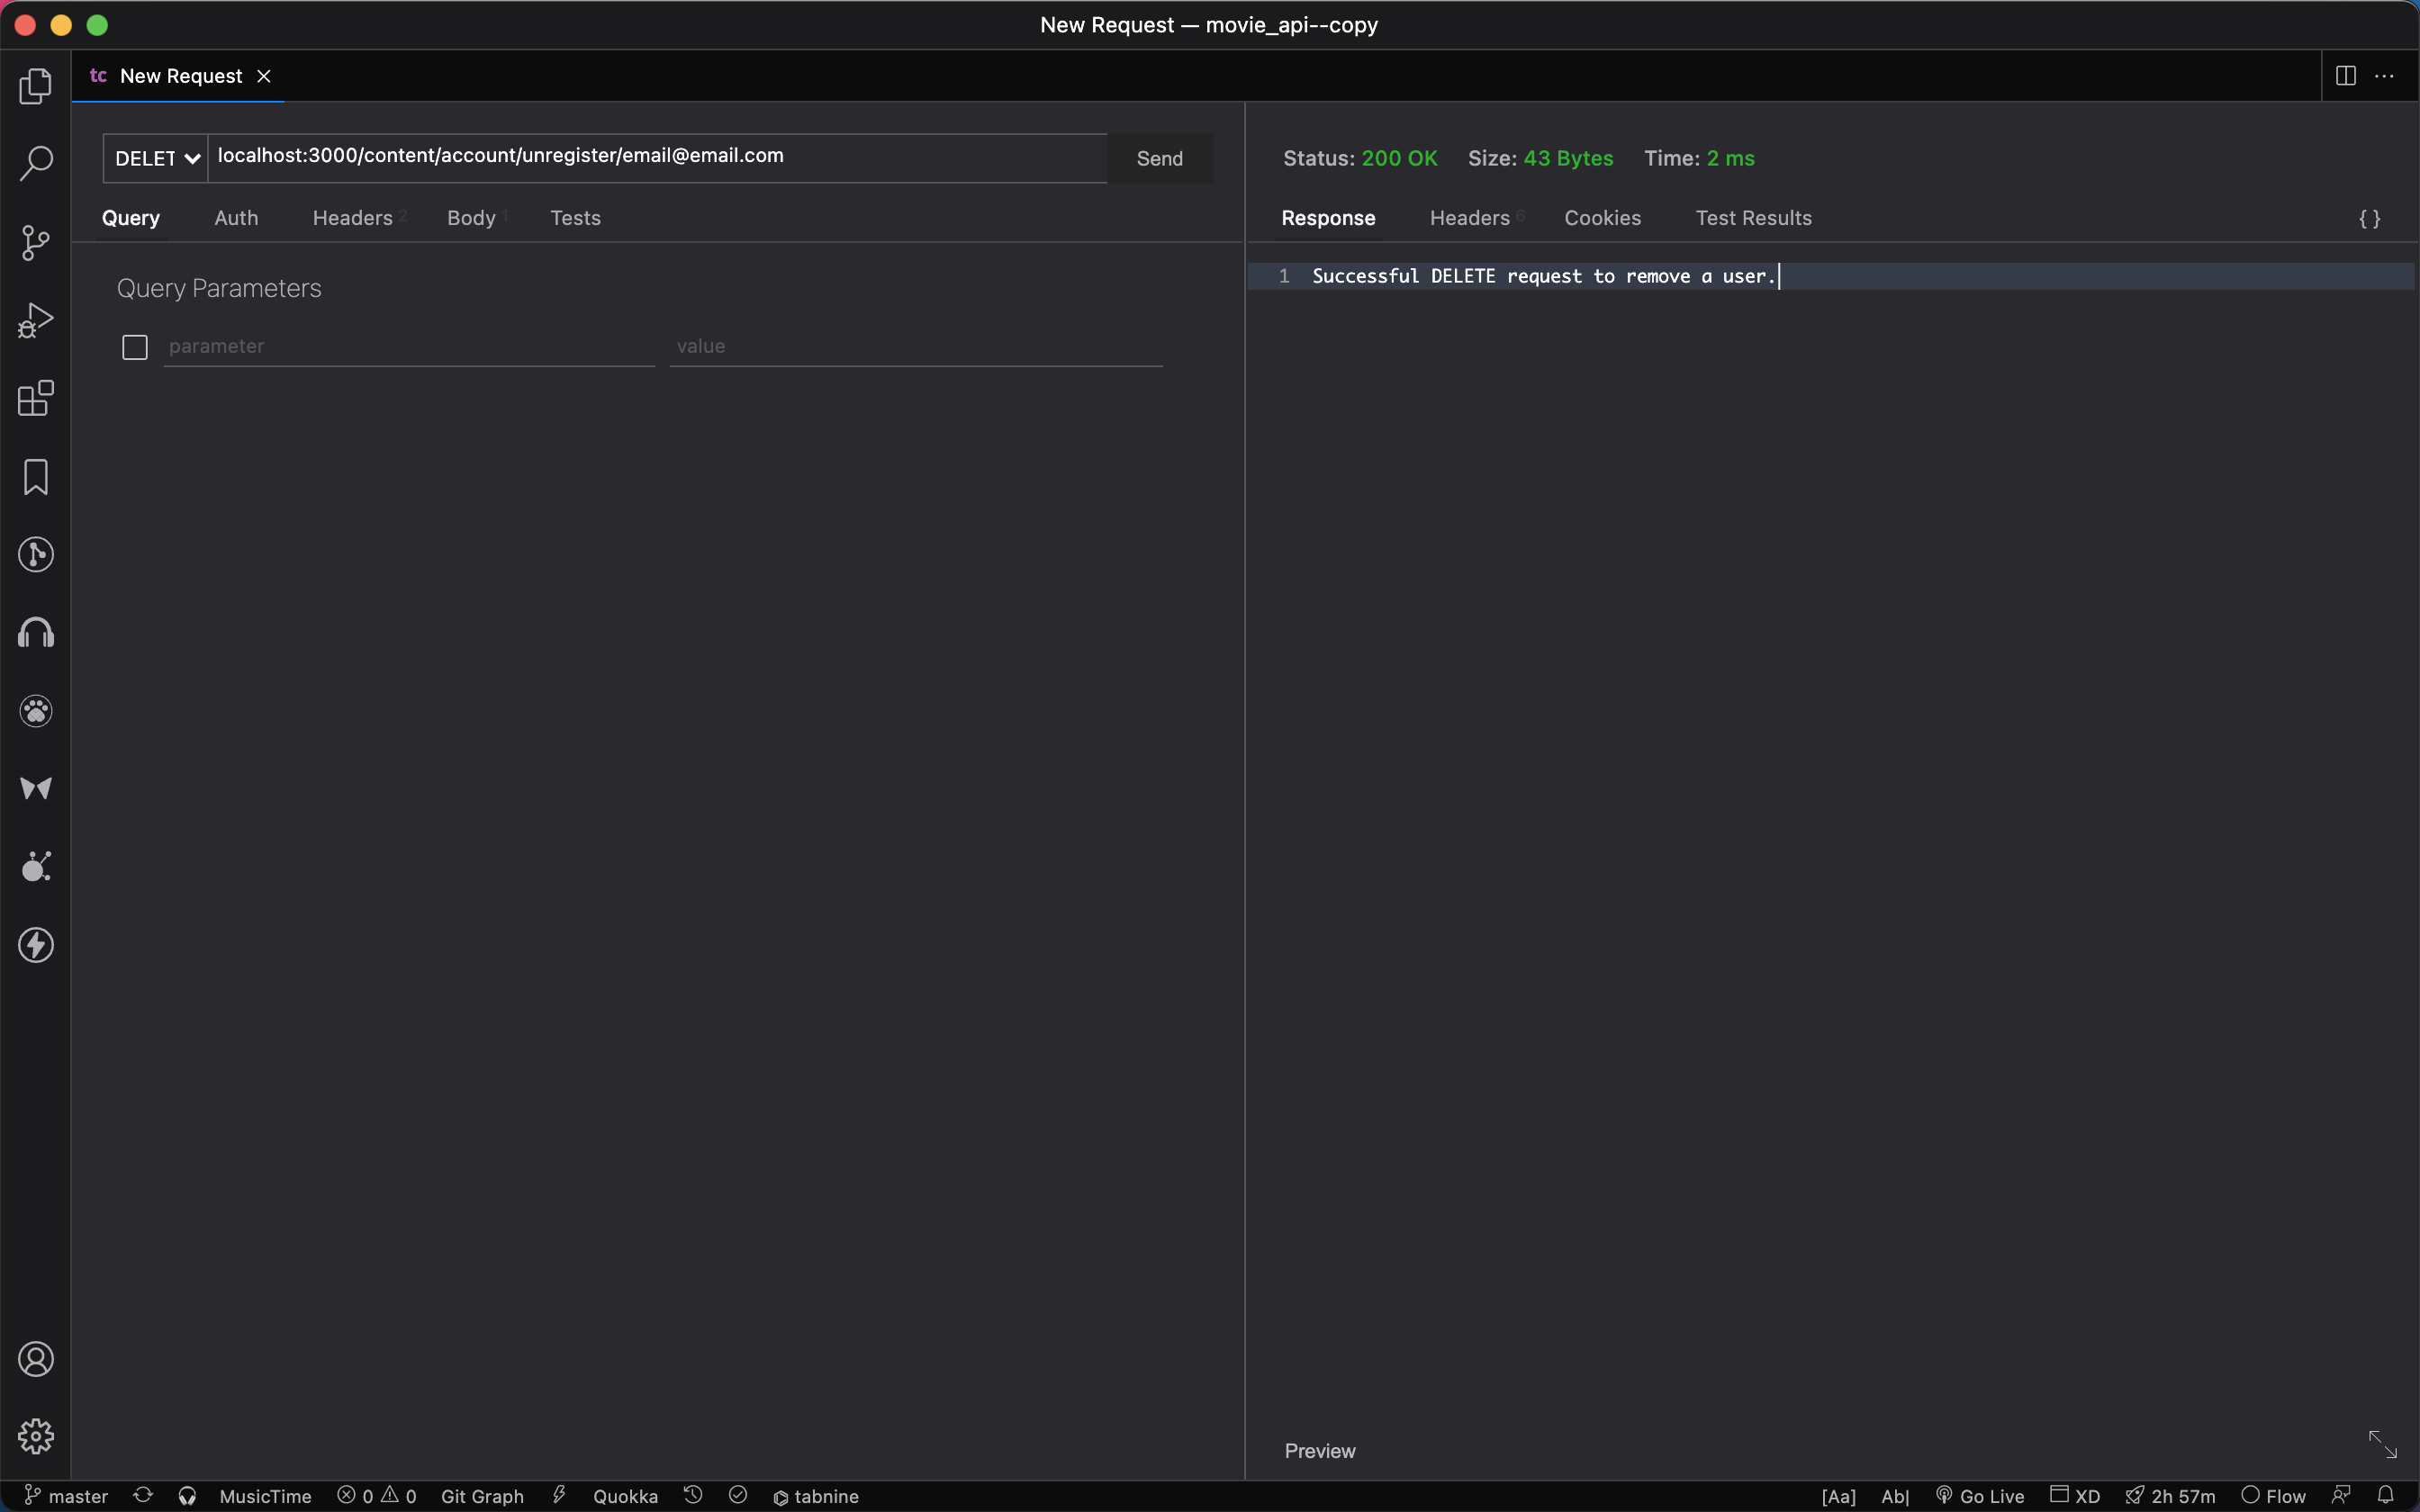 New Request — movie_api--copy
tc New Request
DELET localhost:3000/content/account/unregister/email@email.com Send
Status: 200 OK Size: 43 Bytes Time: 2 ms
Query Auth Headers 2 Body 1 Tests
Response Headers 6 Cookies Test Results { }
1 Successful DELETE request to remove a user.
Query Parameters
parameter value
Preview
master MusicTime 0 0 Git Graph Quokka tabnine [Aa] Ab| Go Live XD 2h 57m Flow